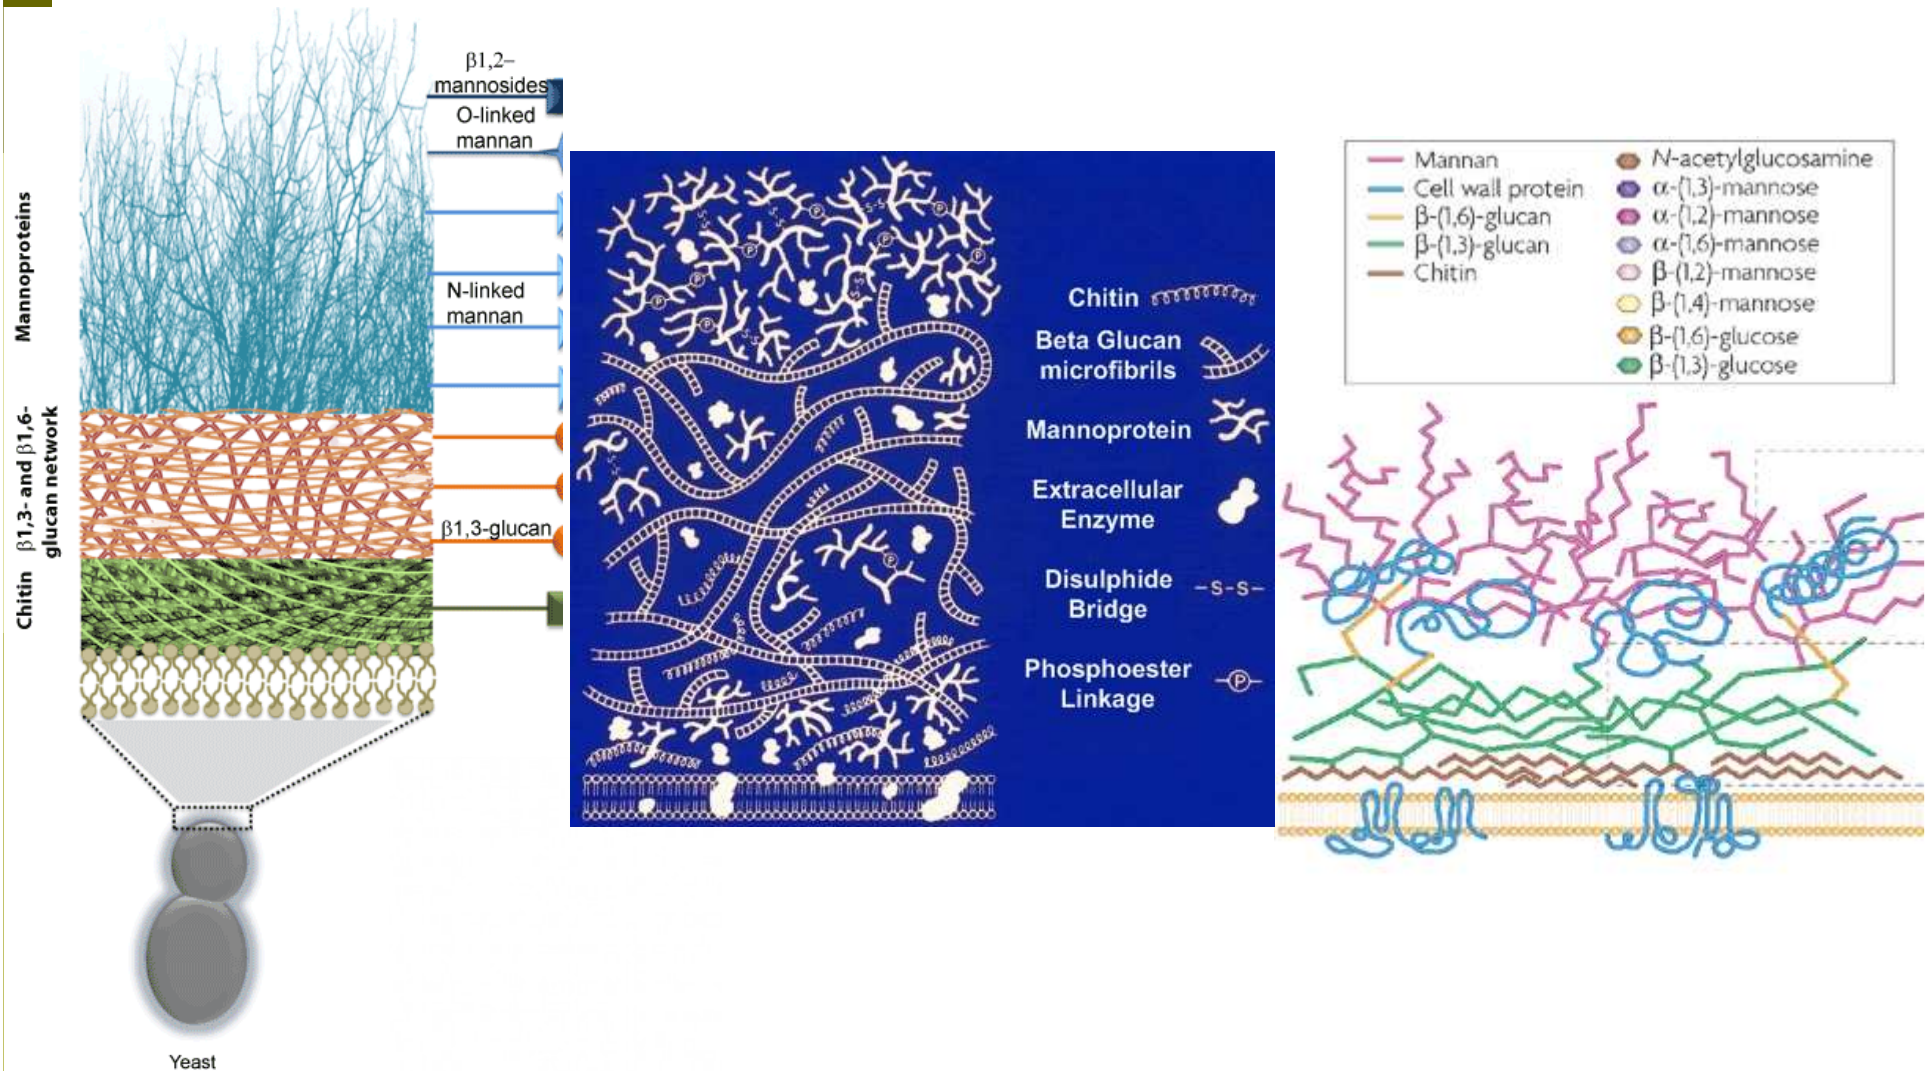 β1,2–
mannosides
O-linked
mannan
N-linked
mannan
β1,3-glucan
Mannoproteins
β1,3- and β1,6-
glucan network
Chitin
Yeast
Chitin
Beta Glucan
microfibrils
Mannoprotein
Extracellular
Enzyme
Disulphide
Bridge
-S-S-
Phosphoester
Linkage
P
Mannan
Cell wall protein
β-(1,6)-glucan
β-(1,3)-glucan
Chitin
N-acetylglucosamine
α-(1,3)-mannose
α-(1,2)-mannose
α-(1,6)-mannose
β-(1,2)-mannose
β-(1,4)-mannose
β-(1,6)-glucose
β-(1,3)-glucose